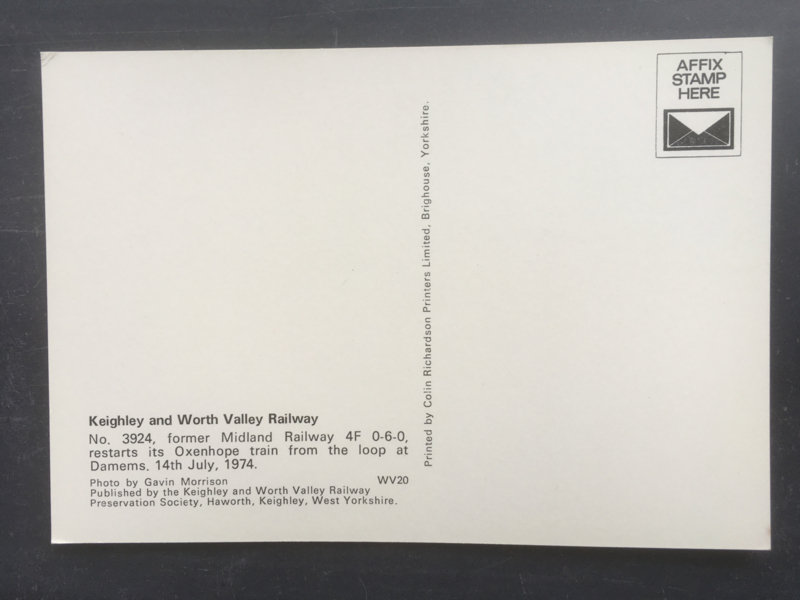 AFFIX
STAMP
HERE
Printed by Colin Richardson Printers Limited, Brighouse, Yorkshire.
Keighley and Worth Valley Railway
No. 3924, former Midland Railway 4F 0-6-0,
restarts its Oxenhope train from the loop at
Damems. 14th July, 1974.
Photo by Gavin Morrison WV20
Published by the Keighley and Worth Valley Railway
Preservation Society, Haworth, Keighley, West Yorkshire.